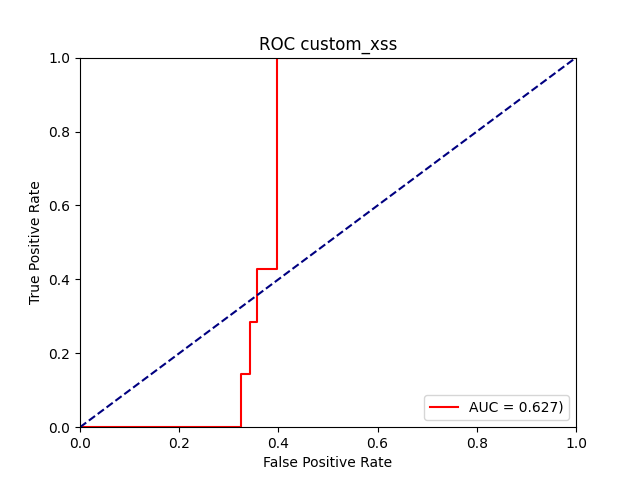 ROC custom_xss
True Positive Rate
1.0
0.8
0.6
0.4
0.2
0.0
AUC = 0.627)
0.0 0.2 0.4 0.6 0.8 1.0
False Positive Rate